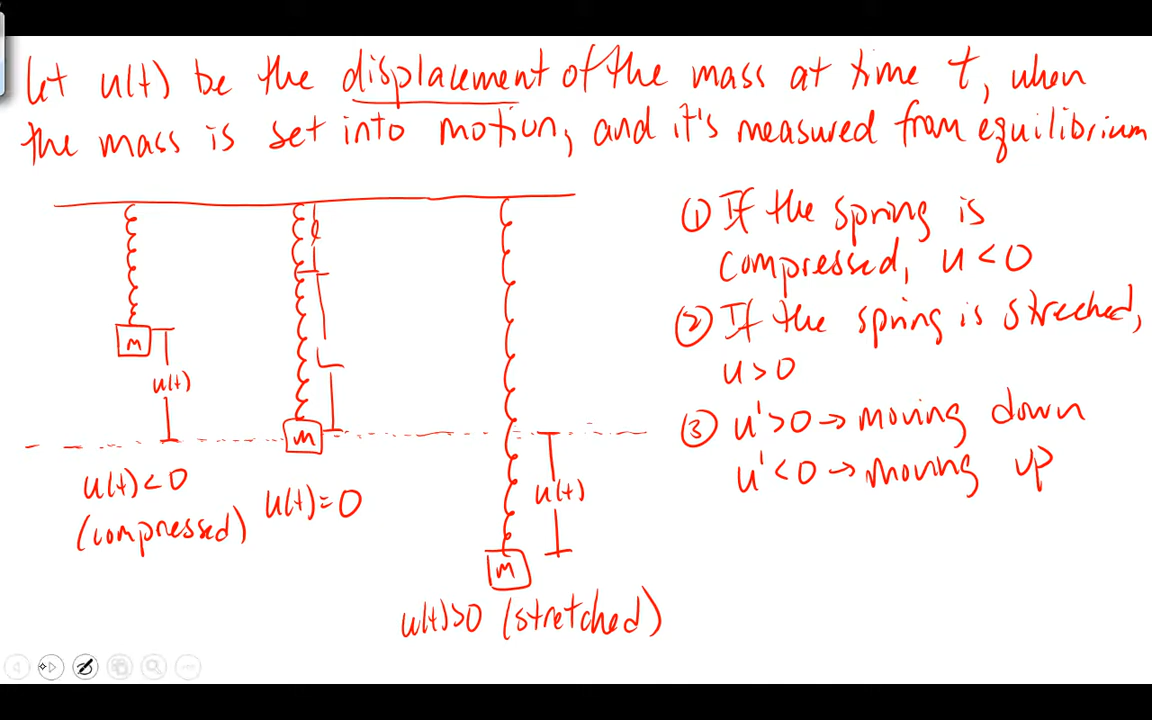 Let u(t) be the displacement of the mass at time t, when
the mass is set into motion, and it's measured from equilibrium
① If the spring is
compressed, u < 0
② If the spring is streched,
u > 0
③ u' > 0 → moving down
u' < 0 → moving up
l
L
m
u(t)
m
u(t)
m
u(t) < 0
(compressed)
u(t) = 0
u(t) > 0 (stretched)